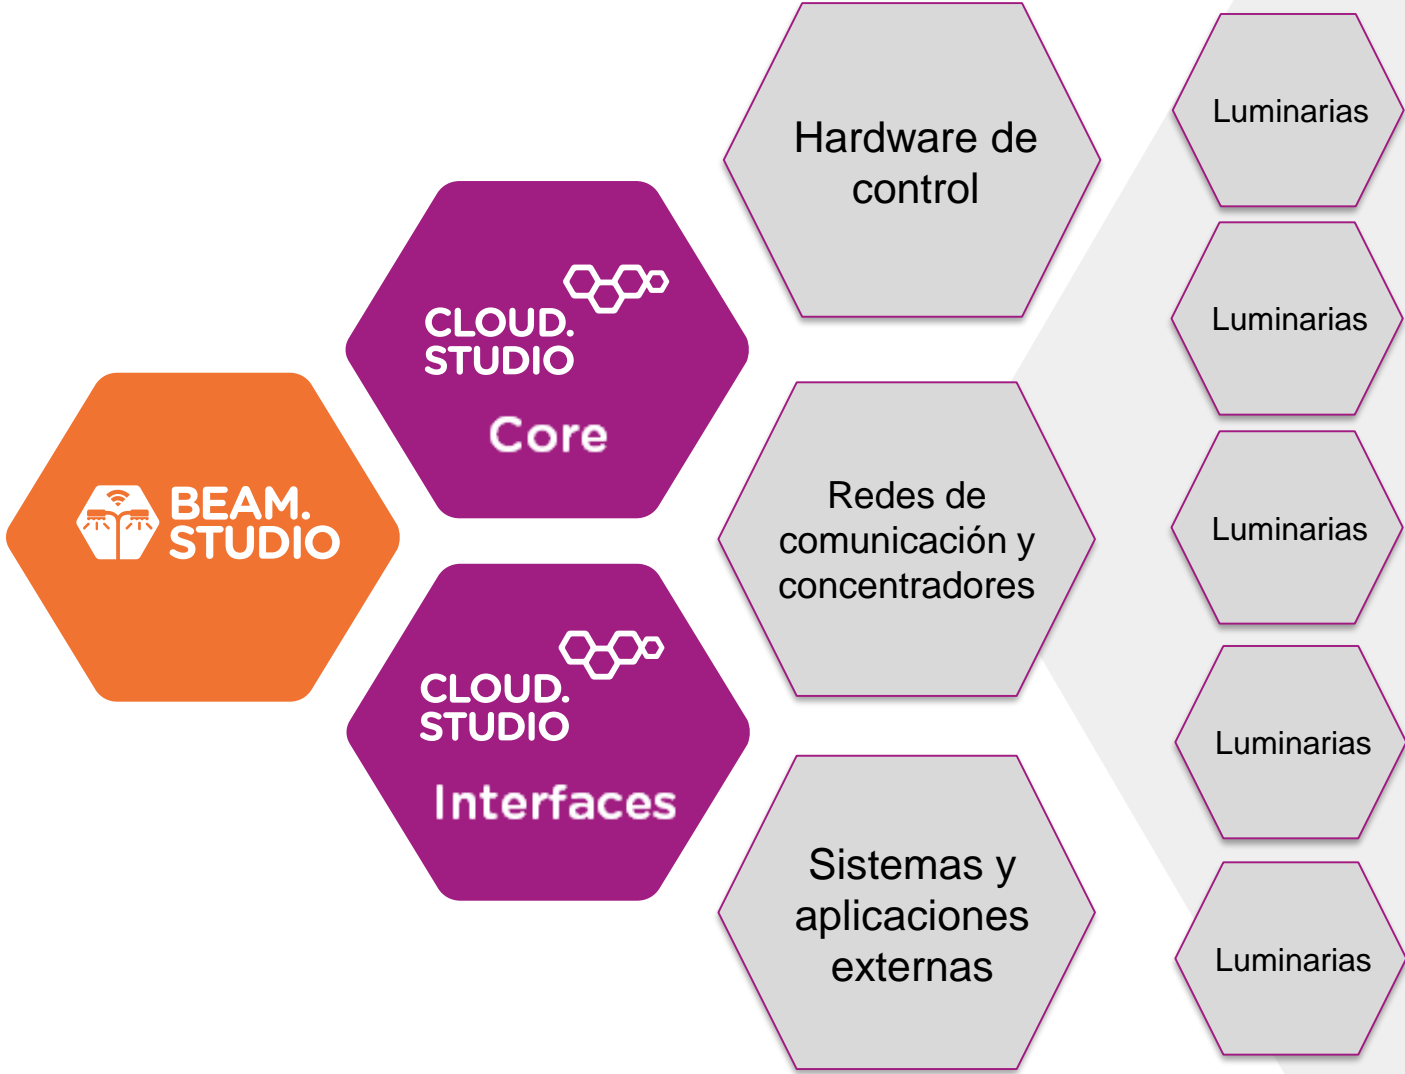 BEAM.
STUDIO
CLOUD.
STUDIO
Core
CLOUD.
STUDIO
Interfaces
Hardware de
control
Redes de
comunicación y
concentradores
Sistemas y
aplicaciones
externas
Luminarias
Luminarias
Luminarias
Luminarias
Luminarias